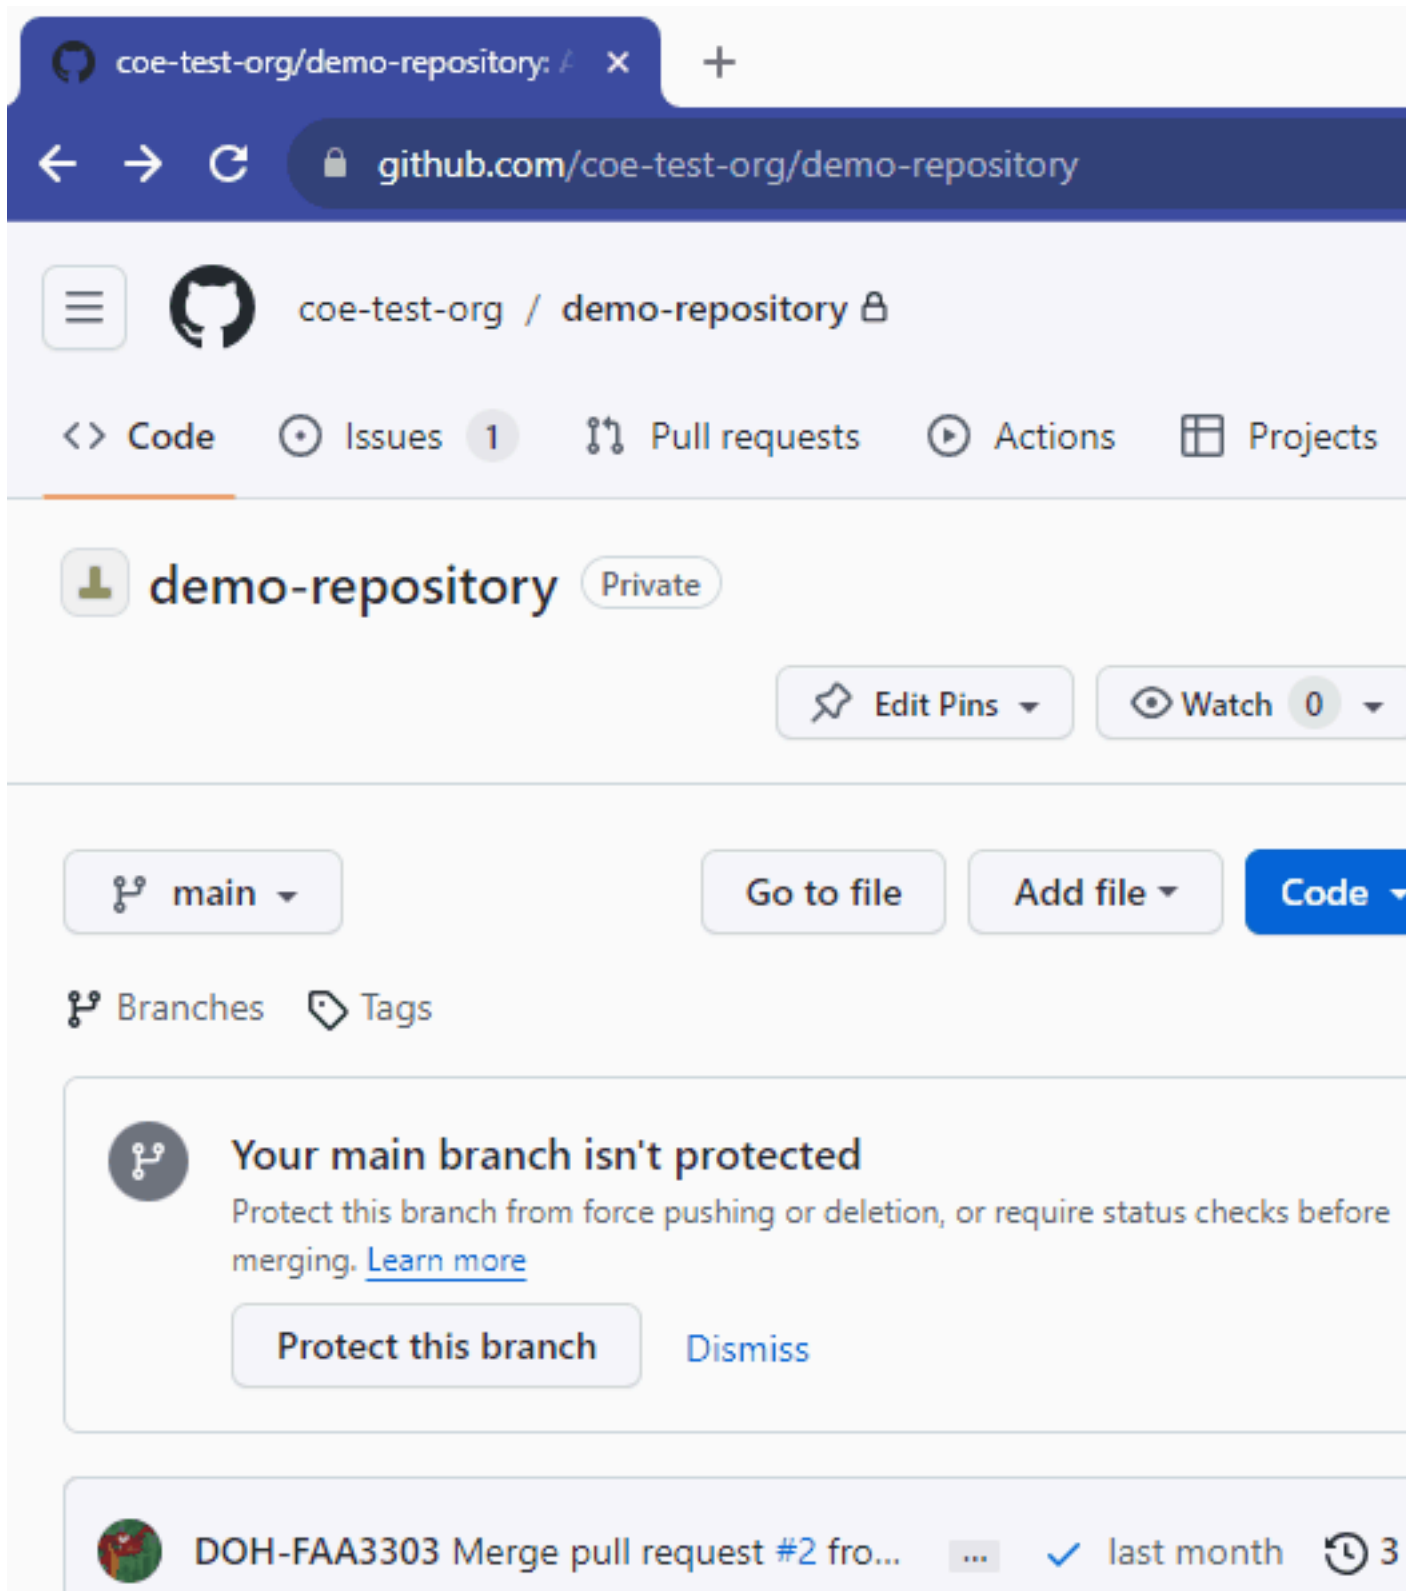 coe-test-org/demo-repository:
github.com/coe-test-org/demo-repository
coe-test-org / demo-repository
Code Issues 1 Pull requests Actions Projects
demo-repository Private
Edit Pins Watch 0
main Go to file Add file Code
Branches Tags
Your main branch isn't protected
Protect this branch from force pushing or deletion, or require status checks before
merging. Learn more
Protect this branch Dismiss
DOH-FAA3303 Merge pull request #2 fro... ... last month 3